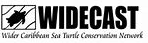 WIDECAST
Wider Caribbean Sea Turtle Conservation Network